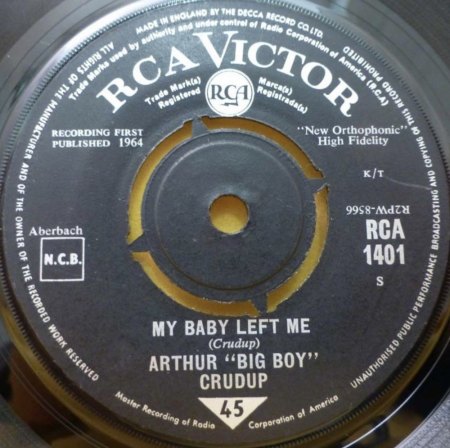 MADE IN ENGLAND BY THE DECCA RECORD CO. LTD.
Trade Marks used by authority and under control of Radio Corporation of America (R.C.A.)
RCA VICTOR
Trade Mark(s) Registered
RCA
Marca(s) Registrada(s)
RECORDING FIRST
PUBLISHED 1964
"New Orthophonic"
High Fidelity
K/T
R2PW-8566
RCA
1401
S
Aberbach
N.C.B.
ALL RIGHTS OF THE MANUFACTURER AND OF THE OWNER OF THE RECORDED WORK RESERVED.
UNAUTHORISED PUBLIC PERFORMANCE BROADCASTING AND COPYING OF THIS RECORD PROHIBITED
MY BABY LEFT ME
(Crudup)
ARTHUR "BIG BOY"
CRUDUP
45
Master Recording of Radio Corporation of America